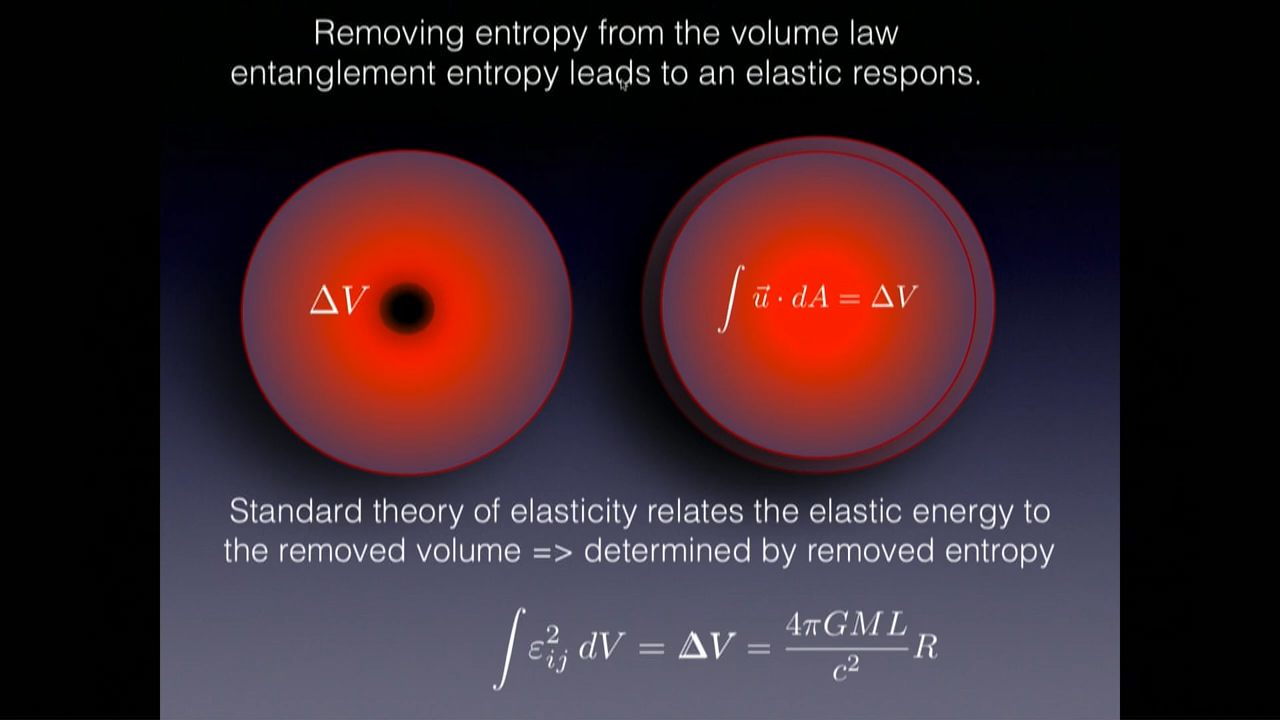 Removing entropy from the volume law
entanglement entropy leads to an elastic respons.
ΔV
∫ u⃗ · dA = ΔV
Standard theory of elasticity relates the elastic energy to
the removed volume => determined by removed entropy
∫ ε²ᵢⱼ dV = ΔV = 4πGML/c² R